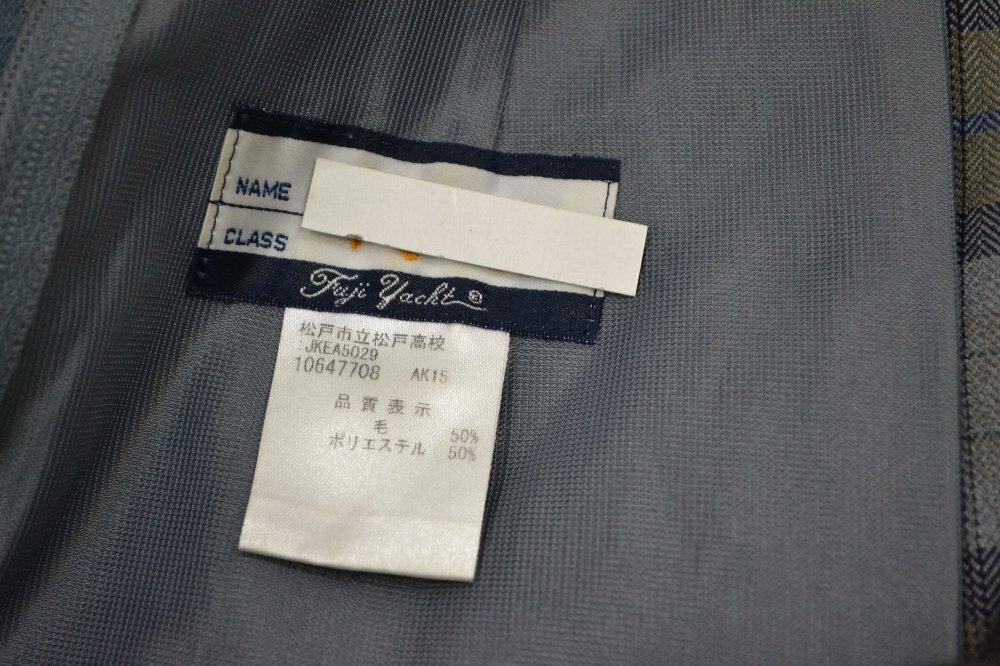 NAME
CLASS
Fuji Yacht®
松戸市立松戸高校
JKEA5029
10647708 AK15
品質表示
毛 50%
ポリエステル 50%